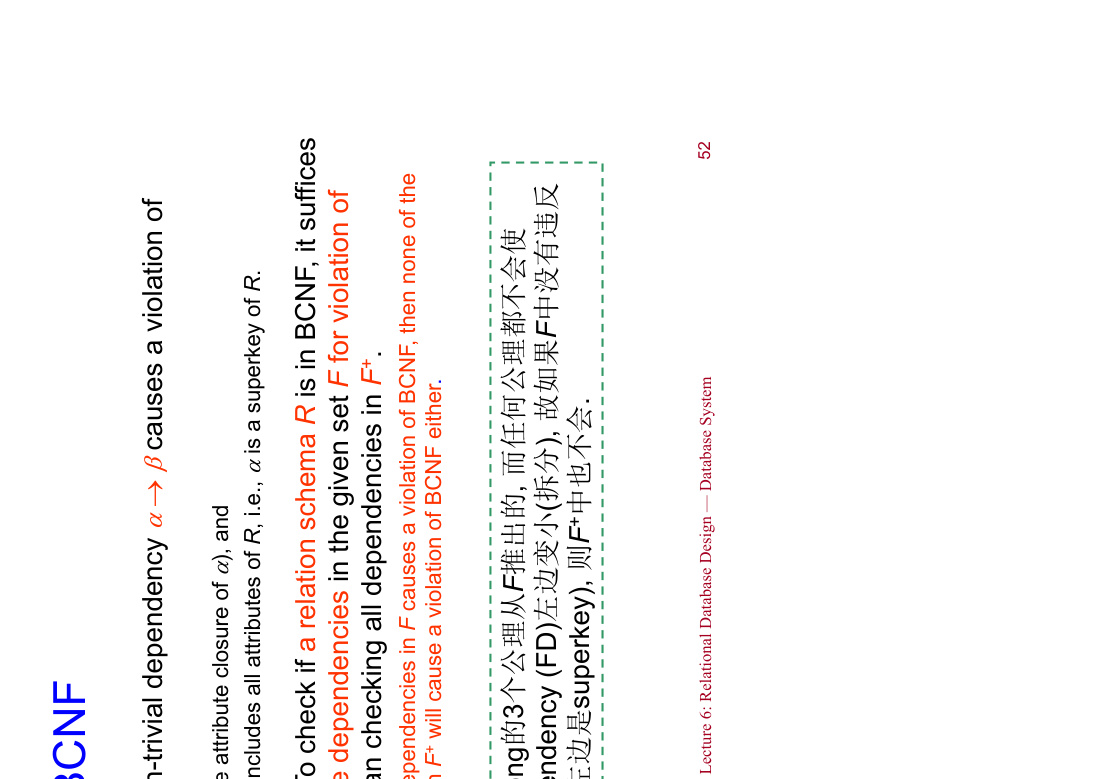 BCNF
n-trivial dependency α → β causes a violation of
e attribute closure of α), and
ncludes all attributes of R, i.e., α is a superkey of R.
To check if a relation schema R is in BCNF, it suffices
e dependencies in the given set F for violation of
an checking all dependencies in F⁺.
ependencies in F causes a violation of BCNF, then none of the
n F⁺ will cause a violation of BCNF either.
ong的3个公理从F推出的, 而任何公理都不会使
endency (FD)左边变小(拆分), 故如果F中没有违反
左边是superkey), 则F⁺中也不会.
Lecture 6: Relational Database Design — Database System
52